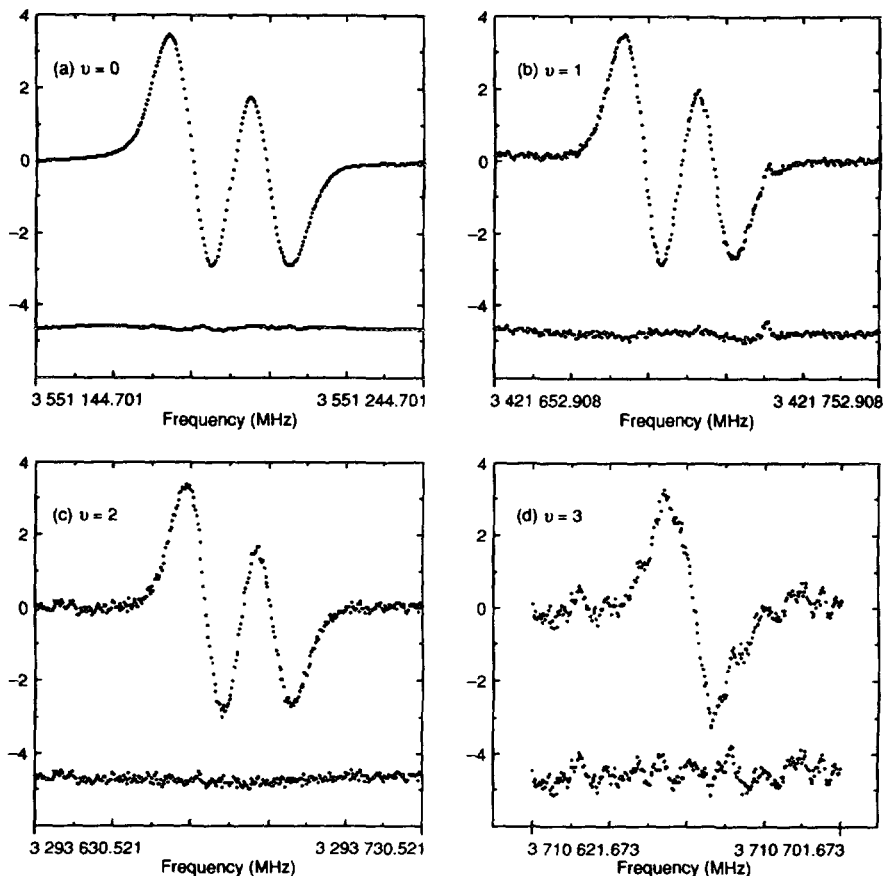 4
2
0
−2
−4
(a) υ = 0
3 551 144.701 3 551 244.701
Frequency (MHz)
(b) υ = 1
3 421 652.908 3 421 752.908
Frequency (MHz)
4
2
0
−2
−4
(c) υ = 2
3 293 630.521 3 293 730.521
Frequency (MHz)
4
2
0
−2
−4
(d) υ = 3
3 710 621.673 3 710 701.673
Frequency (MHz)
4
2
0
−2
−4